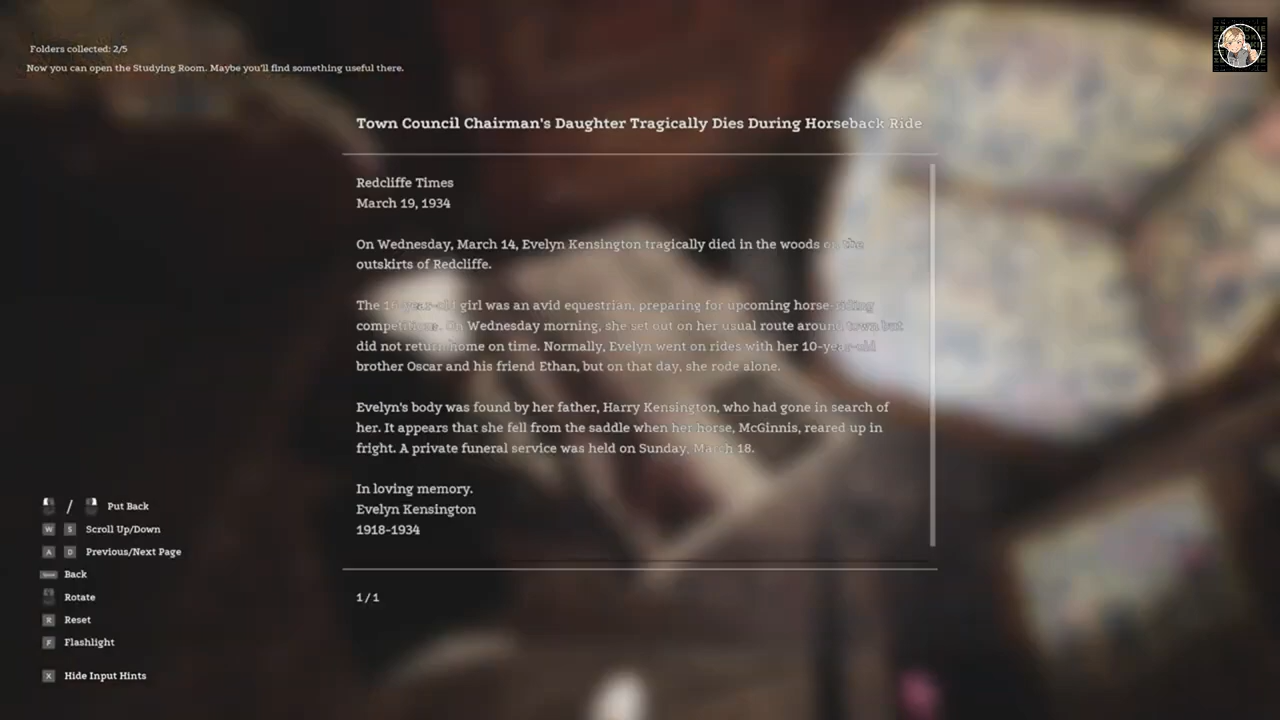 Folders collected: 2/5
Now you can open the Studying Room. Maybe you'll find something useful there.
Town Council Chairman's Daughter Tragically Dies During Horseback Ride
Redcliffe Times
March 19, 1934
On Wednesday, March 14, Evelyn Kensington tragically died in the woods on the
outskirts of Redcliffe.
The 16-year-old girl was an avid equestrian, preparing for upcoming horse-riding
competitions. On Wednesday morning, she set out on her usual route around town but
did not return home on time. Normally, Evelyn went on rides with her 10-year-old
brother Oscar and his friend Ethan, but on that day, she rode alone.
Evelyn's body was found by her father, Harry Kensington, who had gone in search of
her. It appears that she fell from the saddle when her horse, McGinnis, reared up in
fright. A private funeral service was held on Sunday, March 18.
In loving memory.
Evelyn Kensington
1918-1934
1 / 1
/ Put Back
W S Scroll Up/Down
A D Previous/Next Page
Back
Rotate
R Reset
F Flashlight
X Hide Input Hints